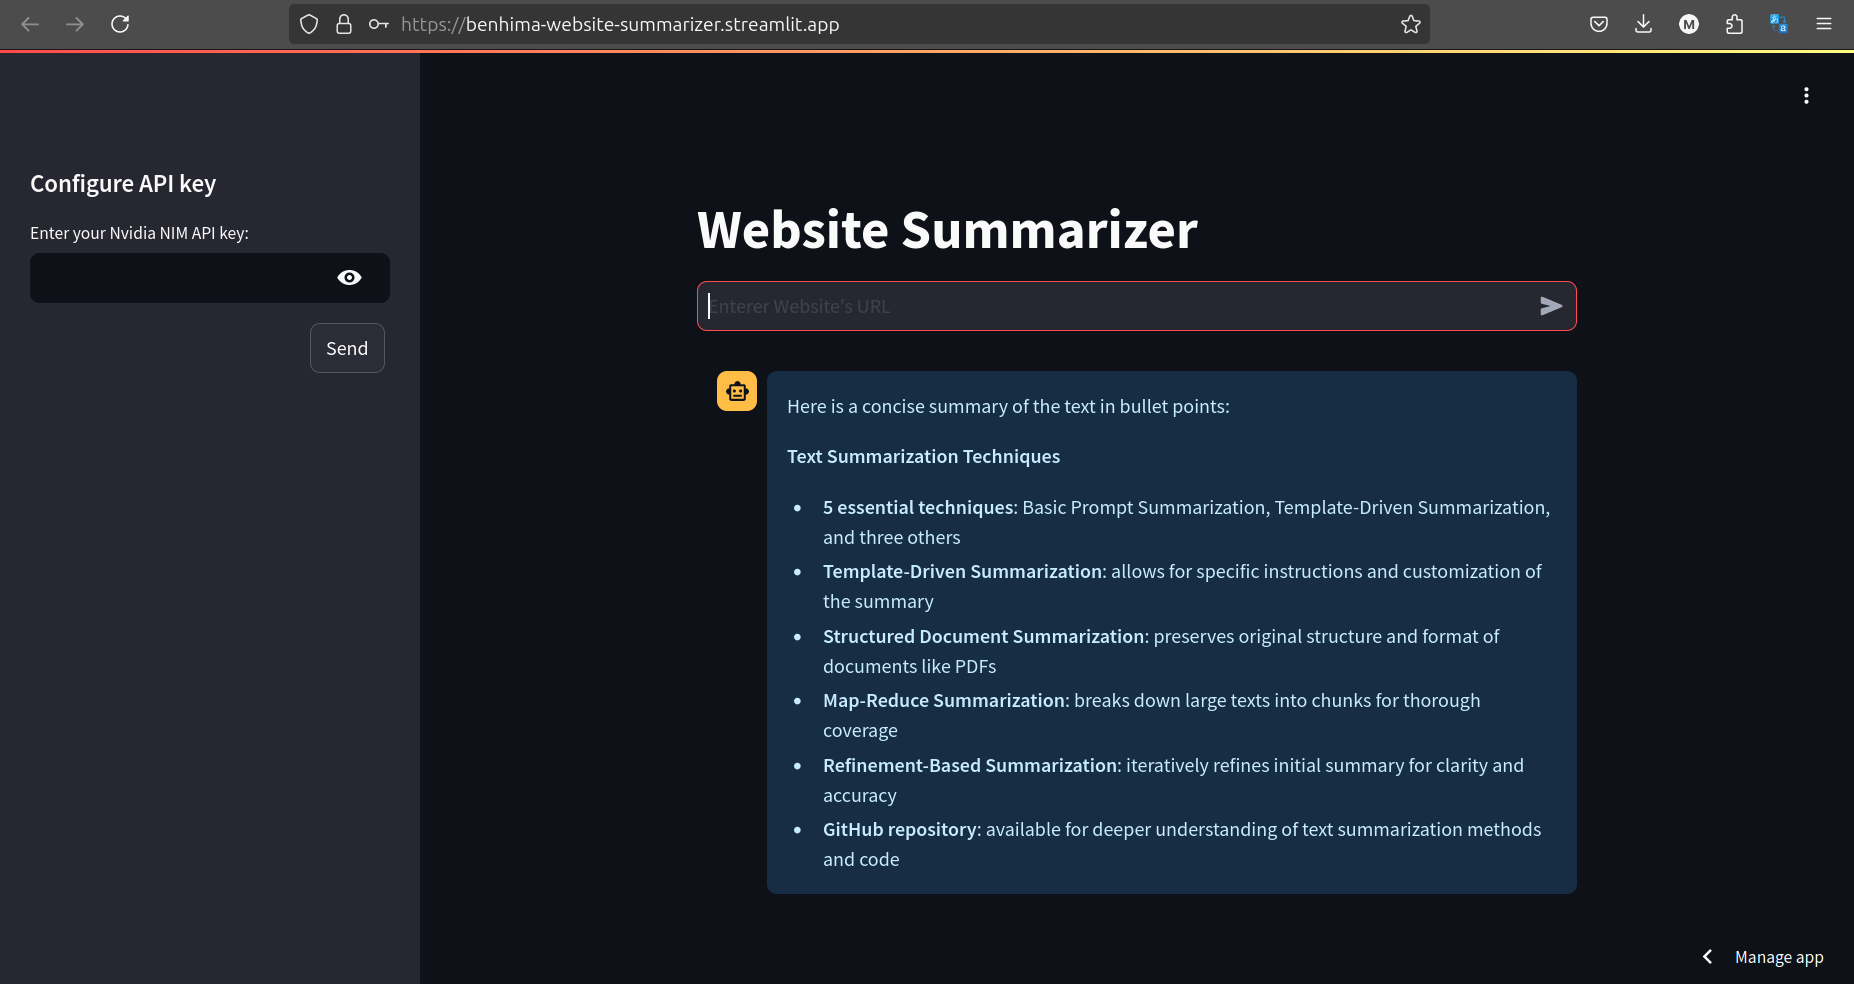 https://benhima-website-summarizer.streamlit.app
M
Configure API key
Enter your Nvidia NIM API key:
Send
Website Summarizer
Enterer Website's URL
Here is a concise summary of the text in bullet points:
Text Summarization Techniques
• 5 essential techniques: Basic Prompt Summarization, Template-Driven Summarization,
and three others
• Template-Driven Summarization: allows for specific instructions and customization of
the summary
• Structured Document Summarization: preserves original structure and format of
documents like PDFs
• Map-Reduce Summarization: breaks down large texts into chunks for thorough
coverage
• Refinement-Based Summarization: iteratively refines initial summary for clarity and
accuracy
• GitHub repository: available for deeper understanding of text summarization methods
and code
Manage app